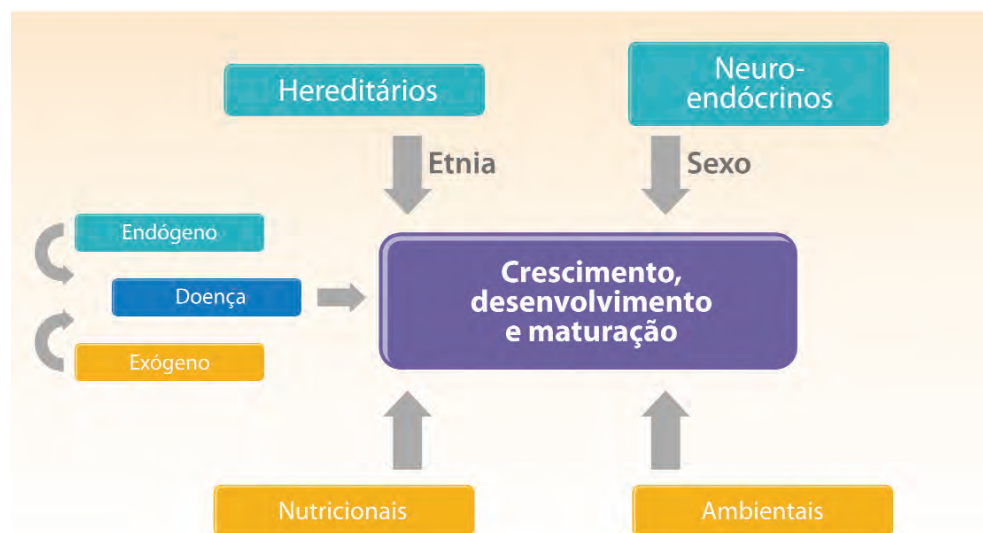 Hereditários
Neuro-
endócrinos
Etnia
Sexo
Endógeno
Doença
Exógeno
Crescimento,
desenvolvimento
e maturação
Nutricionais
Ambientais